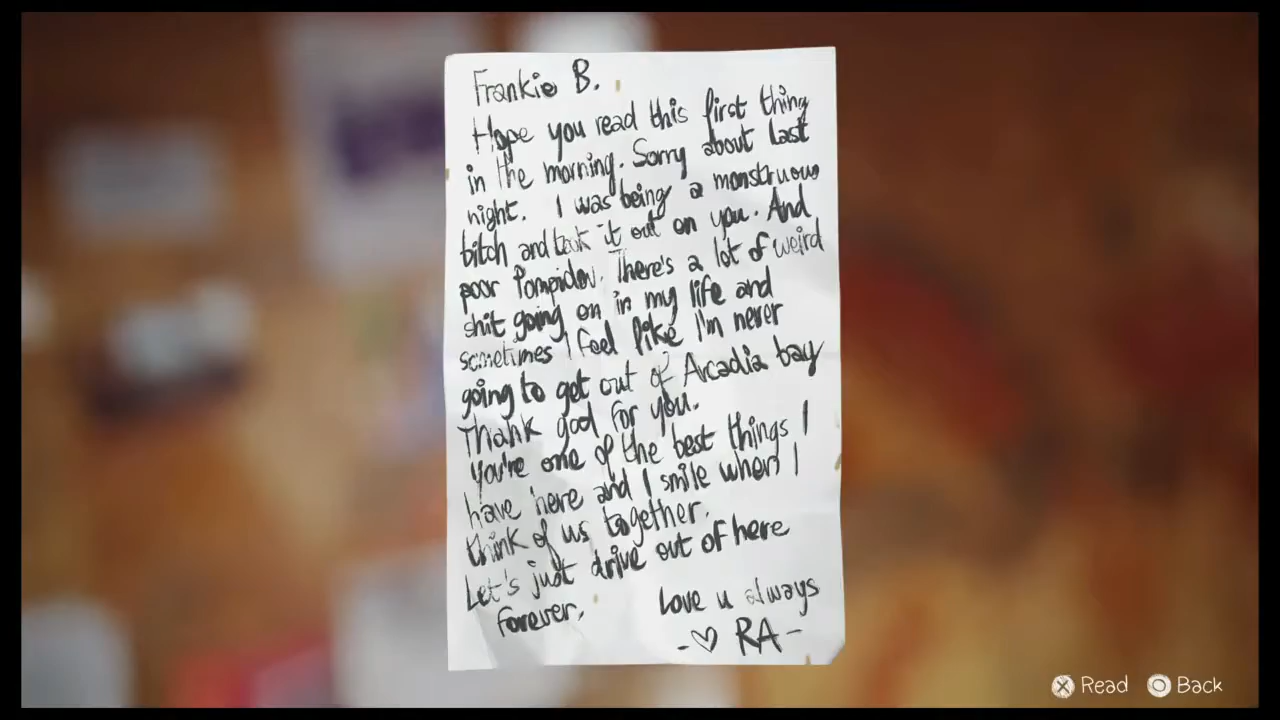 Frankie B.
Hope you read this first thing
in the morning. Sorry about last
night. I was being a monstruous
bitch and took it out on you. And
poor Pompidou. There's a lot of weird
shit going on in my life and
sometimes I feel like I'm never
going to get out of Arcadia bay
Thank god for you.
You're one of the best things I
have here and I smile when I
think of us together.
Let's just drive out of here
forever.
Love u always
-♡ RA-
Read
Back